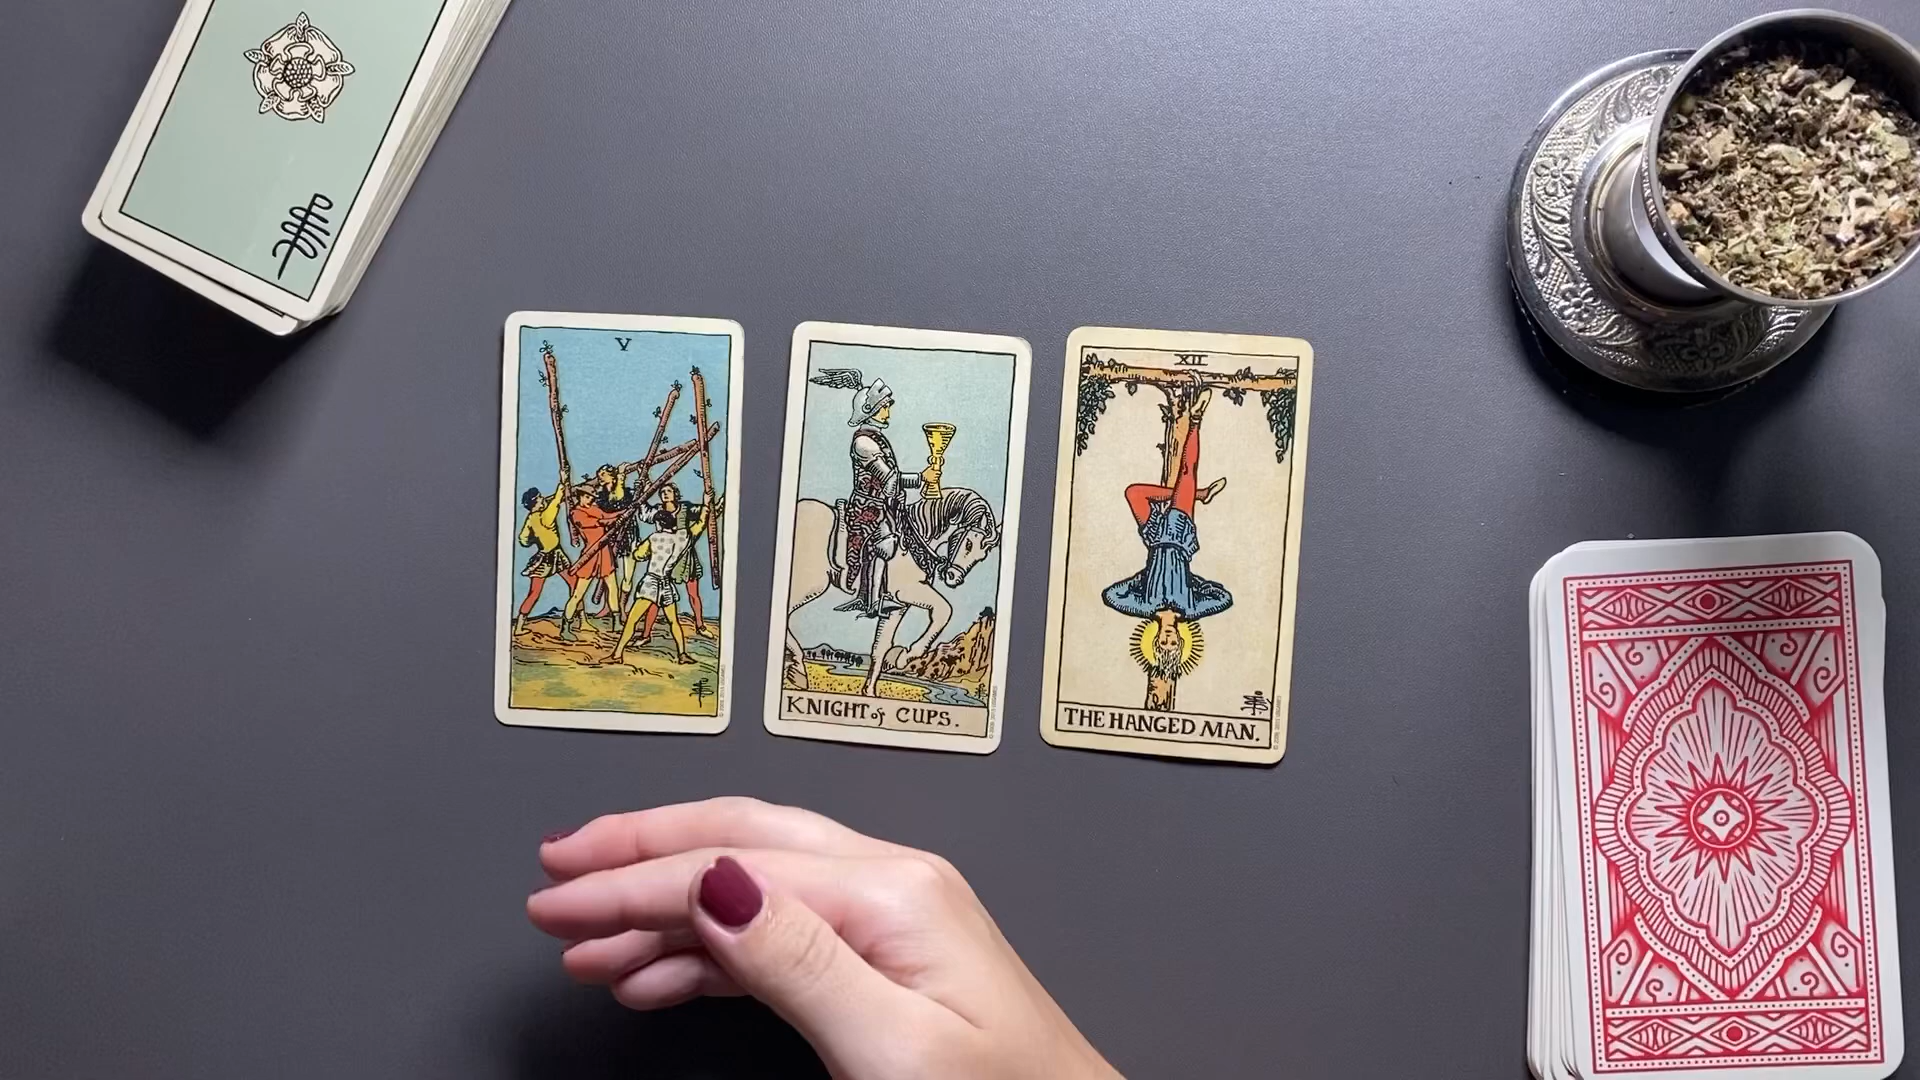 V
KNIGHT of CUPS.
XII
THE HANGED MAN.